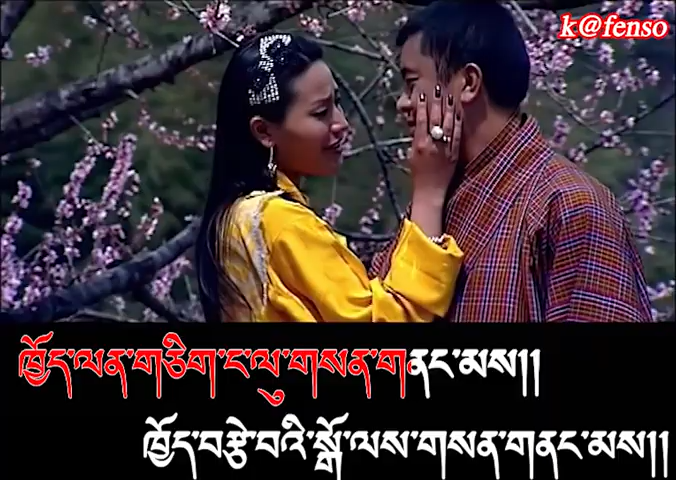 k@fenso
ཁྱོད་ལན་གཅིག་ང་ལུ་གསན་གནང་མས།།
ཁྱོད་བརྩེ་བའི་སྒོ་ལས་གསན་གནང་མས།།